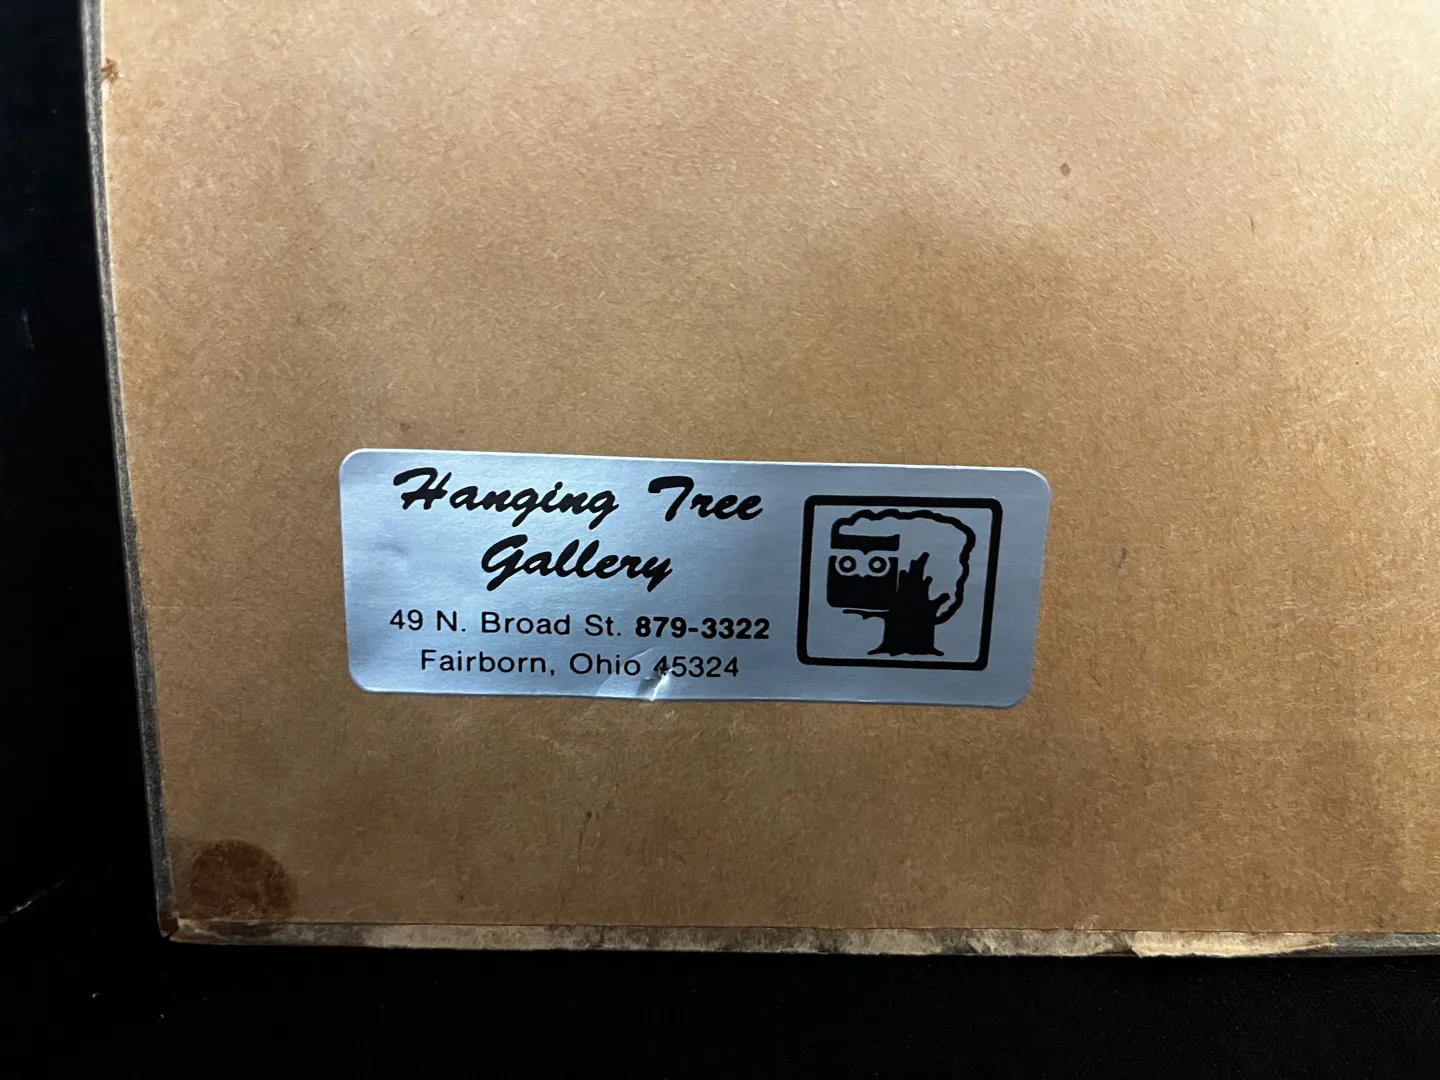 Hanging Tree
Gallery
49 N. Broad St. 879-3322
Fairborn, Ohio 45324